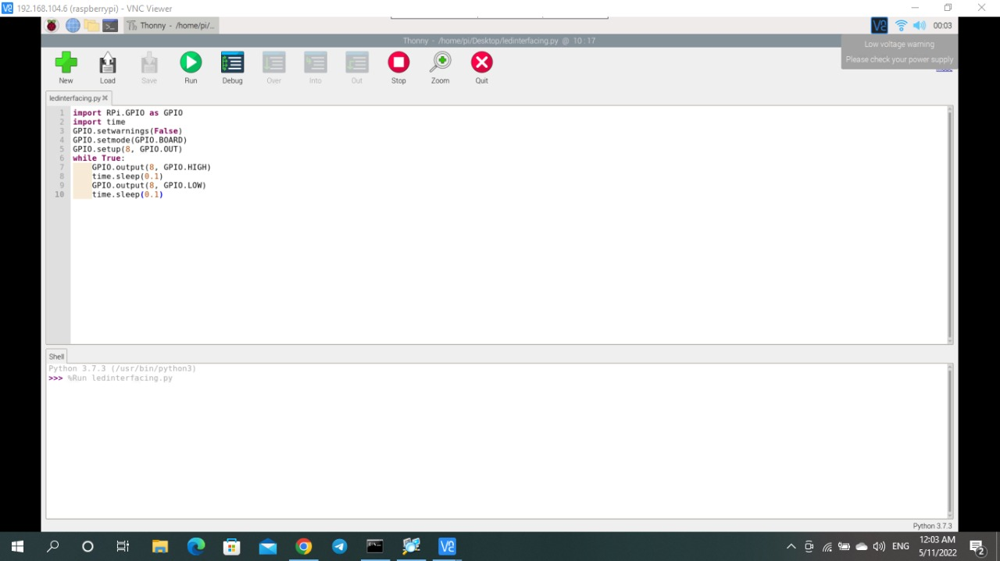 192.168.104.6 (raspberrypi) - VNC Viewer
Thonny - /home/pi/...
00:03
Thonny - /home/pi/Desktop/ledinterfacing.py @ 10 : 17
Low voltage warning
Please check your power supply
New Load Save Run Debug Over Into Out Stop Zoom Quit
ledinterfacing.py
1 import RPi.GPIO as GPIO
2 import time
3 GPIO.setwarnings(False)
4 GPIO.setmode(GPIO.BOARD)
5 GPIO.setup(8, GPIO.OUT)
6 while True:
7 GPIO.output(8, GPIO.HIGH)
8 time.sleep(0.1)
9 GPIO.output(8, GPIO.LOW)
10 time.sleep(0.1)
Shell
Python 3.7.3 (/usr/bin/python3)
>>> %Run ledinterfacing.py
Python 3.7.3
ENG
12:03 AM
5/11/2022
2